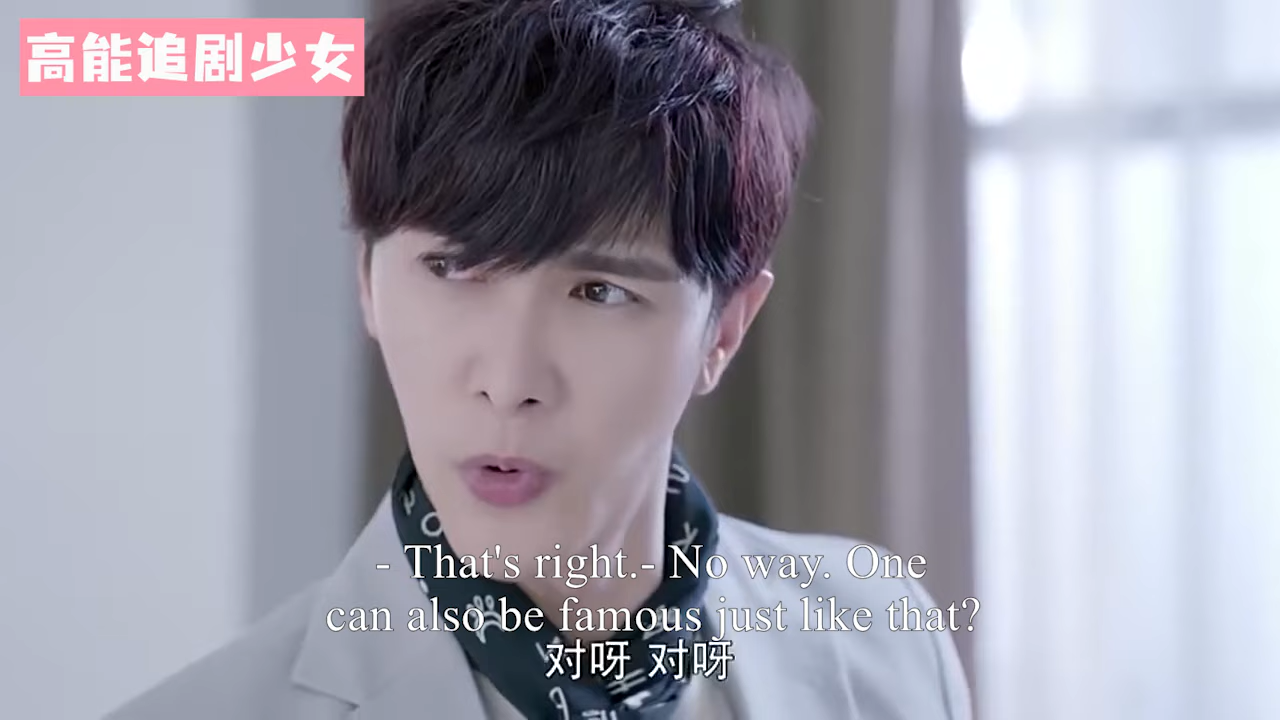 高能追剧少女
- That's right.- No way. One
can also be famous just like that?
对呀 对呀